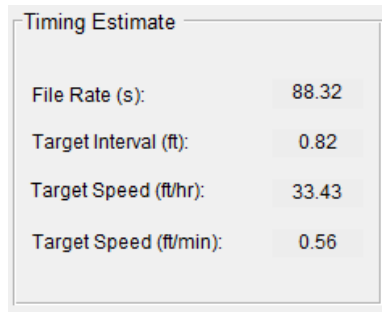 Timing Estimate
File Rate (s): 88.32
Target Interval (ft): 0.82
Target Speed (ft/hr): 33.43
Target Speed (ft/min): 0.56